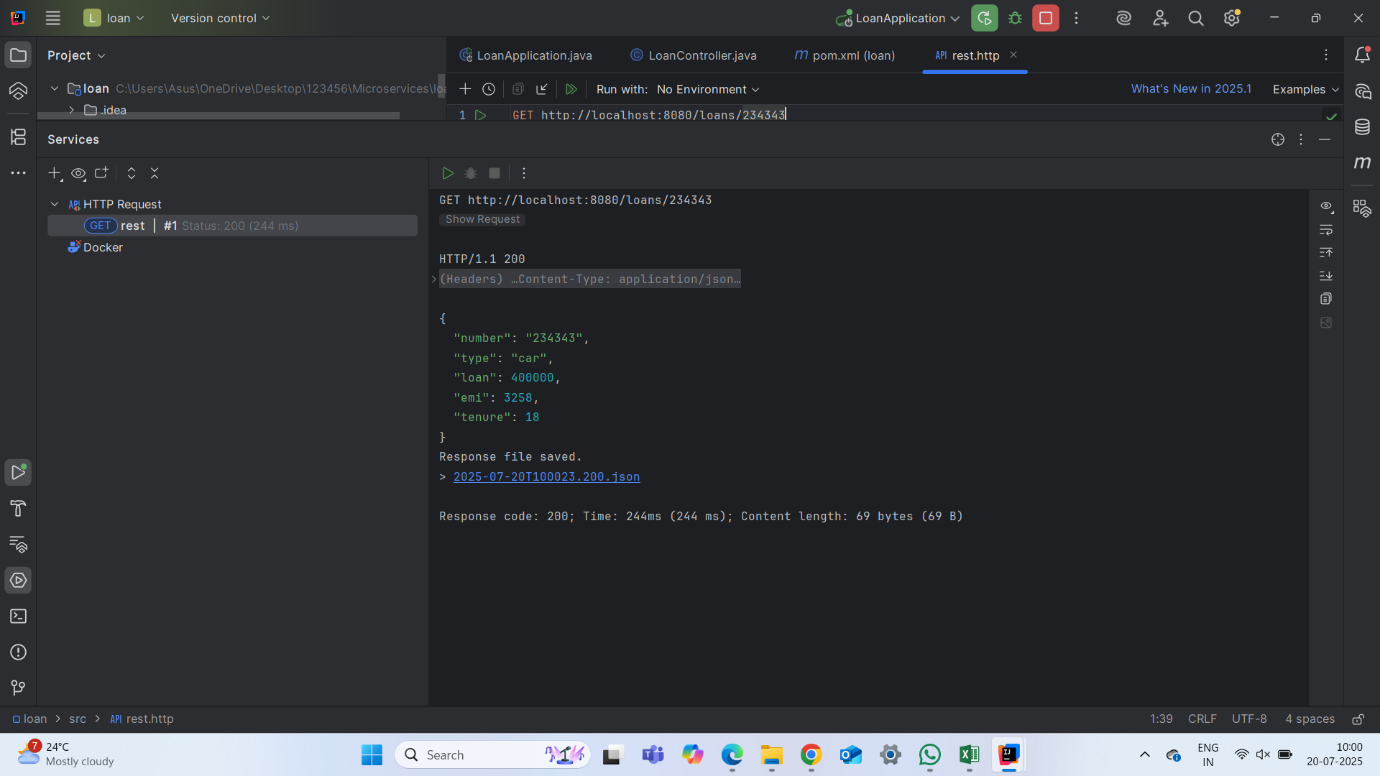 L loan Version control LoanApplication
Project LoanApplication.java LoanController.java m pom.xml (loan) API rest.http
loan C:\Users\Asus\OneDrive\Desktop\123456\Microservices\loa
Run with: No Environment What's New in 2025.1 Examples
.idea
1 GET http://localhost:8080/loans/234343
Services
GET http://localhost:8080/loans/234343
API HTTP Request
Show Request
GET rest | #1 Status: 200 (244 ms)
Docker
HTTP/1.1 200
(Headers) …Content-Type: application/json…
{
"number": "234343",
"type": "car",
"loan": 400000,
"emi": 3258,
"tenure": 18
}
Response file saved.
> 2025-07-20T100023.200.json
Response code: 200; Time: 244ms (244 ms); Content length: 69 bytes (69 B)
loan > src > API rest.http 1:39 CRLF UTF-8 4 spaces
7 24°C
Mostly cloudy
Search
ENG
IN
10:00
20-07-2025